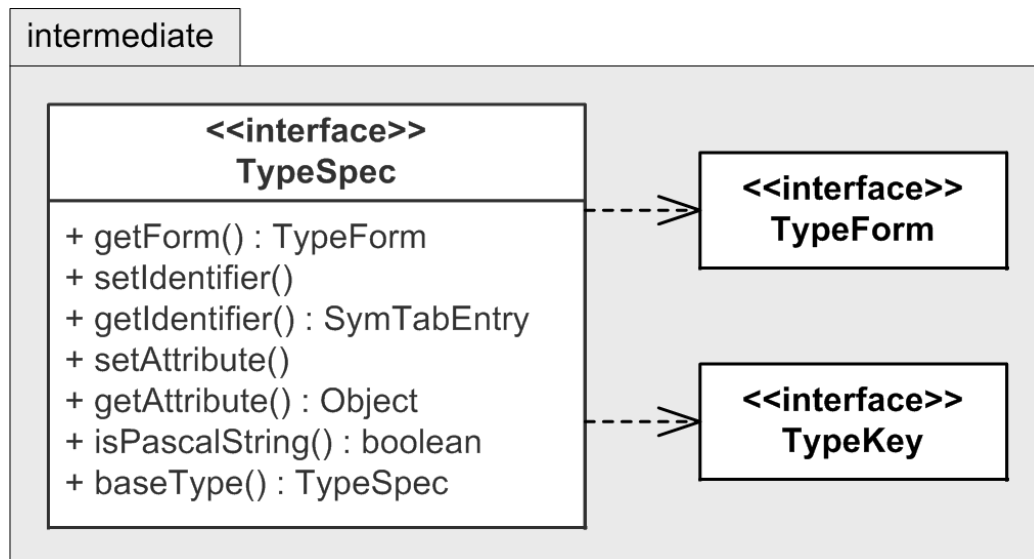 intermediate
<<interface>>
TypeSpec
+ getForm() : TypeForm
+ setIdentifier()
+ getIdentifier() : SymTabEntry
+ setAttribute()
+ getAttribute() : Object
+ isPascalString() : boolean
+ baseType() : TypeSpec
<<interface>>
TypeForm
<<interface>>
TypeKey